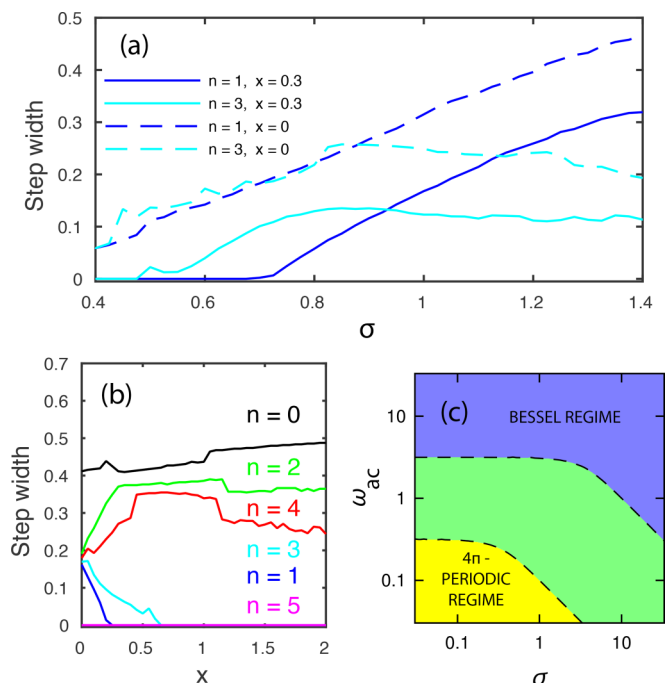 (a)
0.5
0.4
0.3
0.2
0.1
0
Step width
n = 1, x = 0.3
n = 3, x = 0.3
n = 1, x = 0
n = 3, x = 0
0.4
0.6
0.8
1
1.2
1.4
σ
(b)
0.7
0.6
0.5
0.4
0.3
0.2
0.1
0
Step width
n = 0
n = 2
n = 4
n = 3
n = 1
n = 5
0
0.5
1
1.5
2
x
(c)
10
1
0.1
ω_ac
BESSEL REGIME
4π -
PERIODIC
REGIME
0.1
1
10
σ